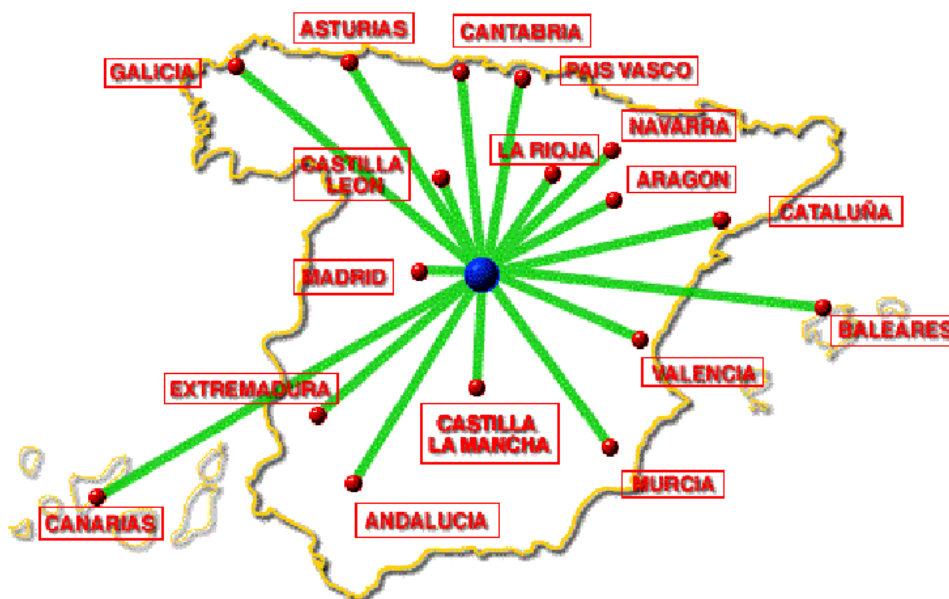 ASTURIAS
CANTABRIA
GALICIA
PAIS VASCO
NAVARRA
LA RIOJA
CASTILLA
LEON
ARAGON
CATALUÑA
MADRID
BALEARES
VALENCIA
EXTREMADURA
CASTILLA
LA MANCHA
MURCIA
CANARIAS
ANDALUCIA